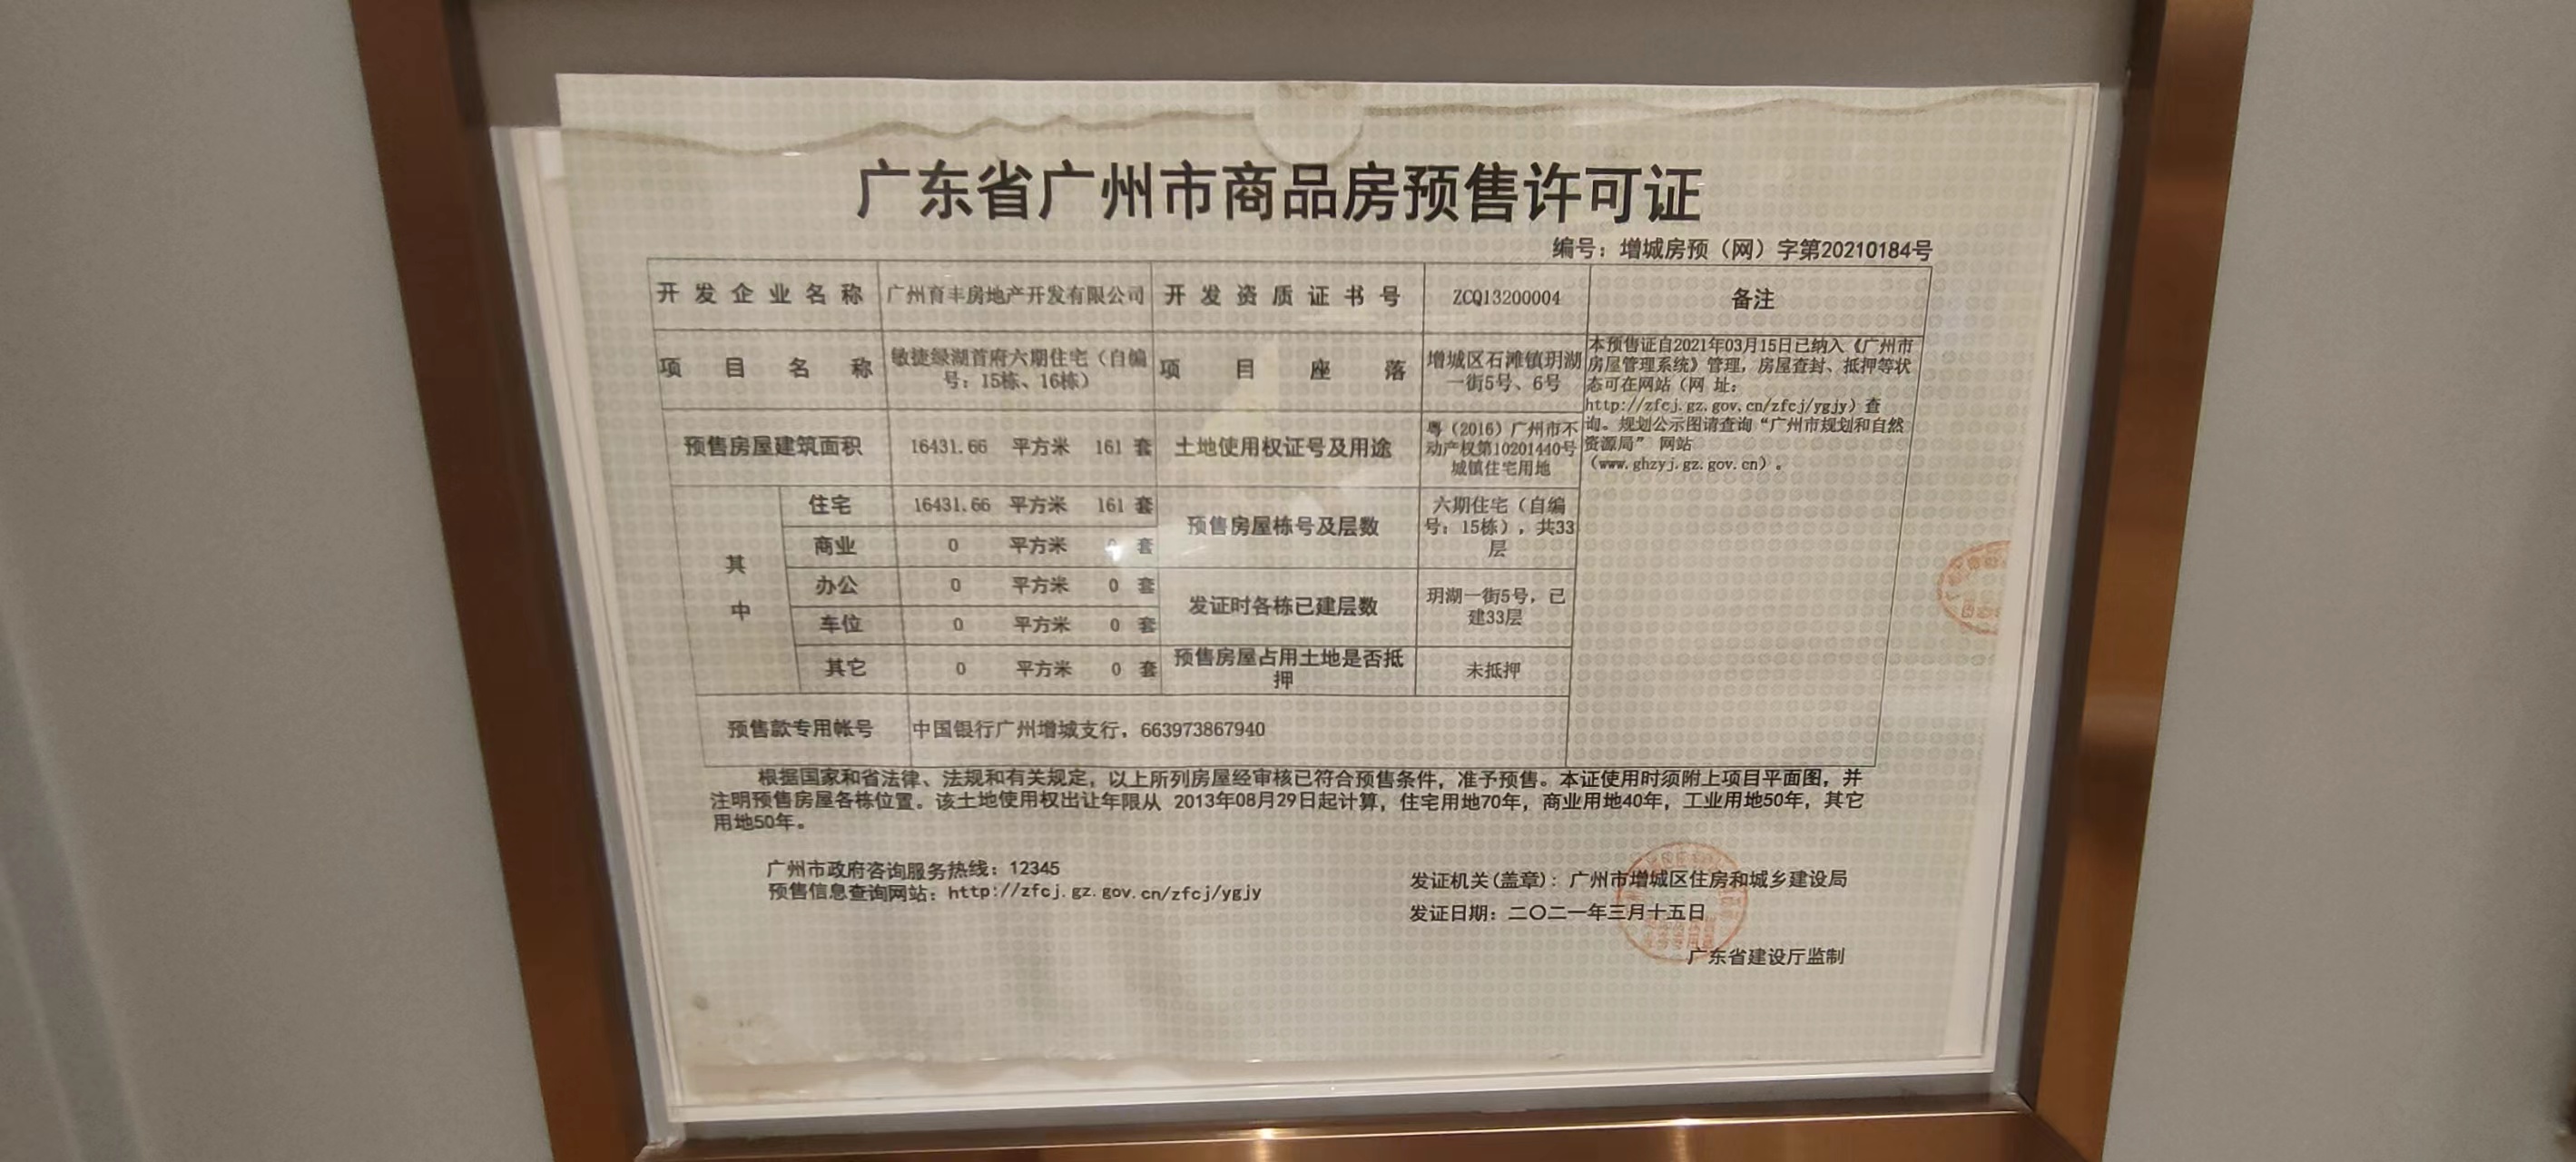 广东省广州市商品房预售许可证
编号：增城房预（网）字第20210184号
开发企业名称
广州育丰房地产开发有限公司
开发资质证书号
ZCQ13200004
备注
项目名称
敏捷绿湖首府六期住宅（自编
号：15栋、16栋）
项目座落
增城区石滩镇玥湖
一街5号、6号
本预售证自2021年03月15日已纳入《广州市
房屋管理系统》管理，房屋查封、抵押等状
态可在网站（网 址：
http://zfcj.gz.gov.cn/zfcj/ygjy）查
询。规划公示图请查询“广州市规划和自然
资源局” 网站
（www.ghzyj.gz.gov.cn）。
预售房屋建筑面积
16431.66 平方米 161 套
土地使用权证号及用途
粤（2016）广州市不
动产权第10201440号
城镇住宅用地
其中
住宅 16431.66 平方米 161 套
商业 0 平方米 0 套
办公 0 平方米 0 套
车位 0 平方米 0 套
其它 0 平方米 0 套
预售房屋栋号及层数
六期住宅（自编
号：15栋），共33
层
发证时各栋已建层数
玥湖一街5号，已
建33层
预售房屋占用土地是否抵
押
未抵押
预售款专用帐号
中国银行广州增城支行，663973867940
根据国家和省法律、法规和有关规定，以上所列房屋经审核已符合预售条件，准予预售。本证使用时须附上项目平面图，并
注明预售房屋各栋位置。该土地使用权出让年限从 2013年08月29日起计算，住宅用地70年，商业用地40年，工业用地50年，其它
用地50年。
广州市政府咨询服务热线：12345
预售信息查询网站：http://zfcj.gz.gov.cn/zfcj/ygjy
发证机关(盖章)：广州市增城区住房和城乡建设局
发证日期：二〇二一年三月十五日
广东省建设厅监制